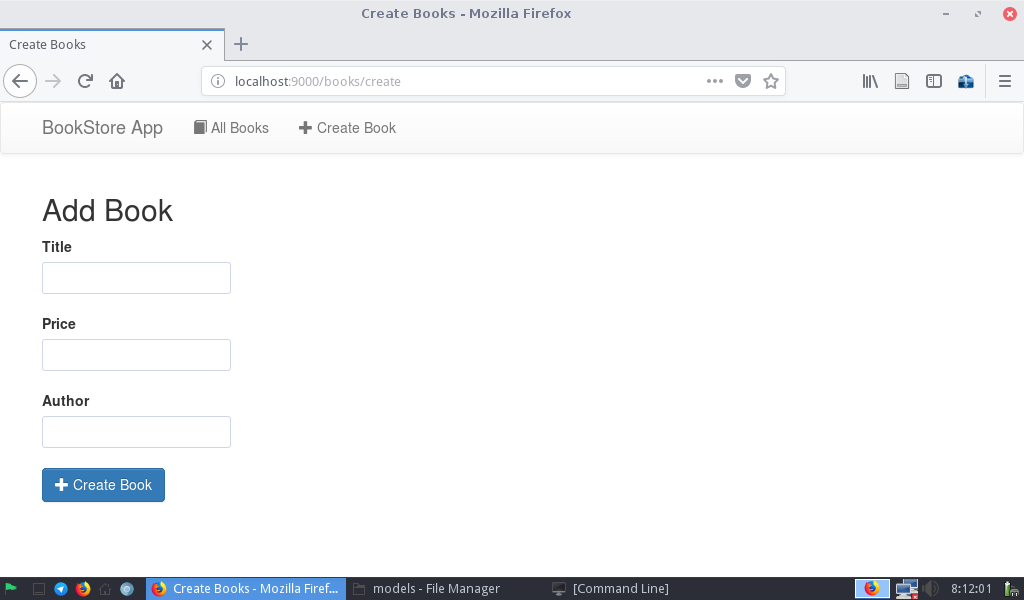 Create Books - Mozilla Firefox
Create Books
localhost:9000/books/create
BookStore App All Books Create Book
Add Book
Title
Price
Author
Create Book
Create Books - Mozilla Firef... models - File Manager [Command Line] 8:12:01